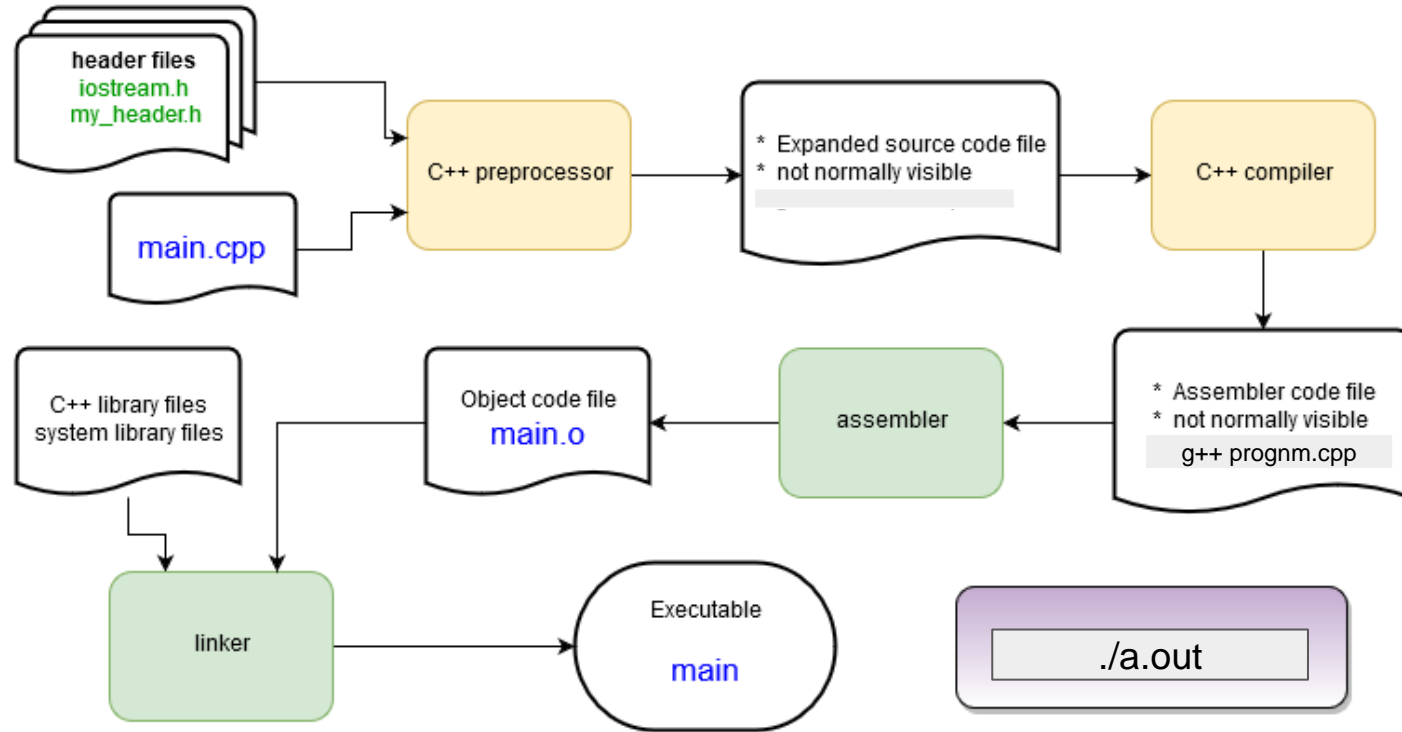 header files
iostream.h
my_header.h
C++ preprocessor
* Expanded source code file
* not normally visible
C++ compiler
main.cpp
C++ library files
system library files
Object code file
main.o
assembler
* Assembler code file
* not normally visible
g++ prognm.cpp
linker
Executable
main
./a.out